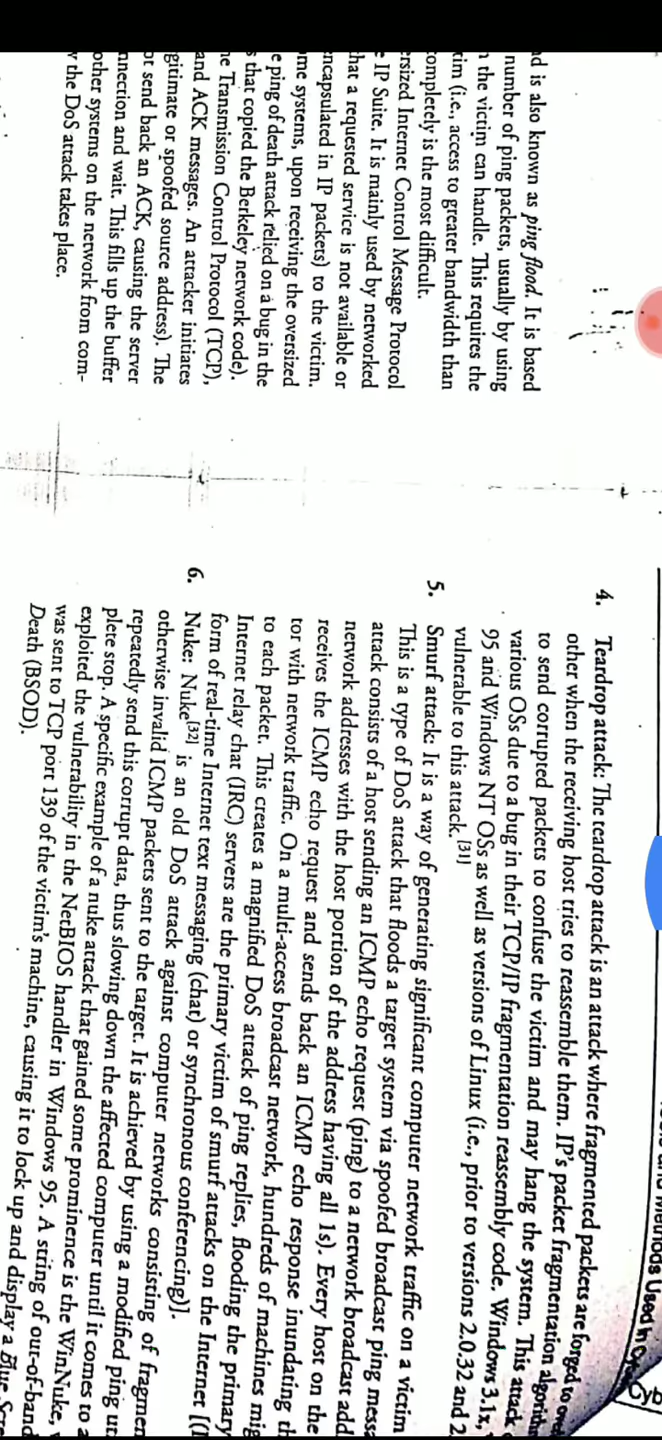 nd is also known as ping flood. It is based
number of ping packets, usually by using
the victim can handle. This requires the
tim (i.e., access to greater bandwidth than
completely is the most difficult.
ersized Internet Control Message Protocol
e IP Suite. It is mainly used by networked
hat a requested service is not available or
encapsulated in IP packets) to the victim.
me systems, upon receiving the oversized
e ping of death attack relied on a bug in the
s that copied the Berkeley network code).
ne Transmission Control Protocol (TCP),
and ACK messages. An attacker initiates
gitimate or spoofed source address). The
ot send back an ACK, causing the server
nnection and wait. This fills up the buffer
other systems on the network from com-
y the DoS attack takes place.
Methods Used in
4. Teardrop attack: The teardrop attack is an attack where fragmented packets are forged to
other when the receiving host tries to reassemble them. IP's packet fragmentation
to send corrupted packets to confuse the victim and may hang the system. This attack
various OSs due to a bug in their TCP/IP fragmentation reassembly code. Windows 3.1x,
95 and Windows NT OSs as well as versions of Linux (i.e., prior to versions 2.0.32 and 2
vulnerable to this attack.[31]
5. Smurf attack: It is a way of generating significant computer network traffic on a victim
This is a type of DoS attack that floods a target system via spoofed broadcast ping messa
attack consists of a host sending an ICMP echo request (ping) to a network broadcast add
network addresses with the host portion of the address having all 1s). Every host on the
receives the ICMP echo request and sends back an ICMP echo response inundating th
tor with network traffic. On a multi-access broadcast network, hundreds of machines mig
to each packet. This creates a magnified DoS attack of ping replies, flooding the primary
Internet relay chat (IRC) servers are the primary victim of smurf attacks on the Internet [(I
form of real-time Internet text messaging (chat) or synchronous conferencing)].
6. Nuke: Nuke[32] is an old DoS attack against computer networks consisting of fragmen
otherwise invalid ICMP packets sent to the target. It is achieved by using a modified ping ut
repeatedly send this corrupt data, thus slowing down the affected computer until it comes to a
plete stop. A specific example of a nuke attack that gained some prominence is the WinNuke,
exploited the vulnerability in the NetBIOS handler in Windows 95. A string of out-of-band
was sent to TCP port 139 of the victim's machine, causing it to lock up and display a Blue Scre
Death (BSOD).